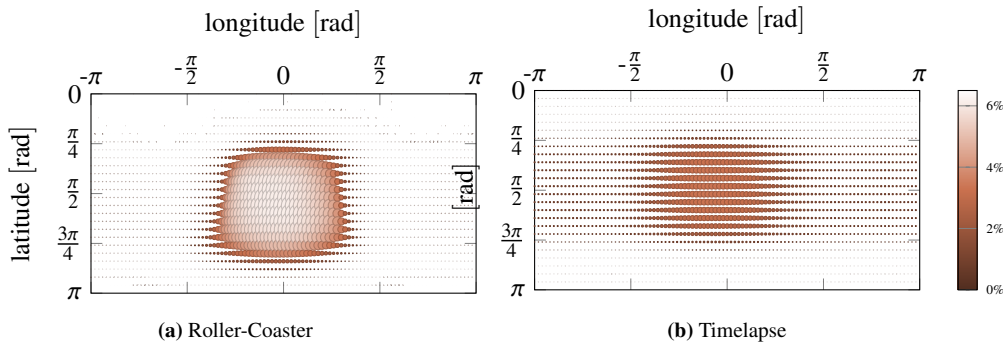 longitude [rad]
-π -π/2 0 π/2 π
0
π/4
π/2
3π/4
π
latitude [rad]
(a) Roller-Coaster
longitude [rad]
-π -π/2 0 π/2 π
0
π/4
π/2
3π/4
π
[rad]
(b) Timelapse
6%
4%
2%
0%